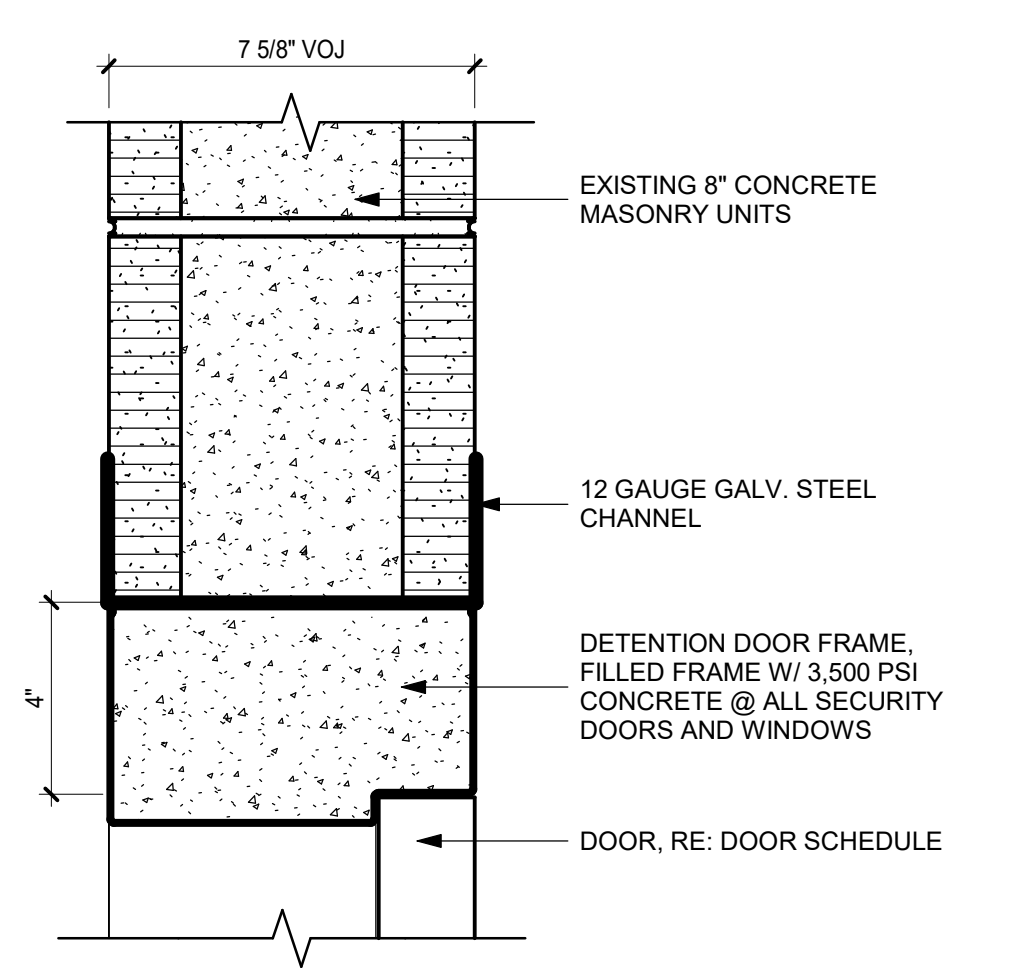 7 5/8" VOJ
EXISTING 8" CONCRETE
MASONRY UNITS
12 GAUGE GALV. STEEL
CHANNEL
4"
DETENTION DOOR FRAME,
FILLED FRAME W/ 3,500 PSI
CONCRETE @ ALL SECURITY
DOORS AND WINDOWS
DOOR, RE: DOOR SCHEDULE